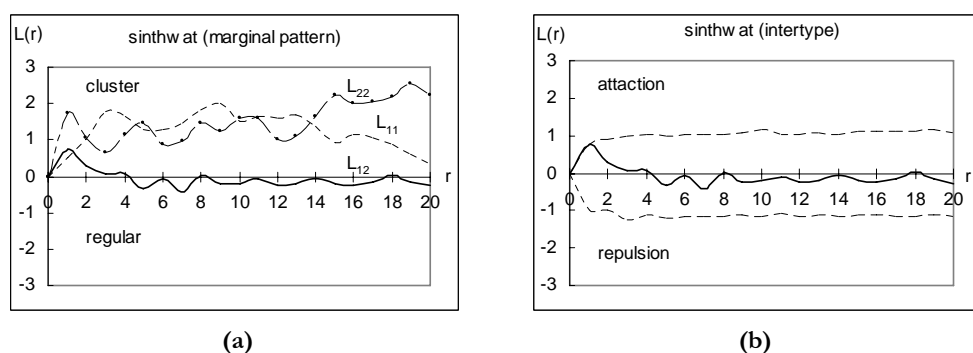 L(r) sinthw at (marginal pattern)
3
2
1
0
-1
-2
-3
cluster
L22
L11
L12
regular
0 2 4 6 8 10 12 14 16 18 20 r
(a)
L(r) sinthw at (intertype)
3
2
1
0
-1
-2
-3
attaction
repulsion
0 2 4 6 8 10 12 14 16 18 20 r
(b)